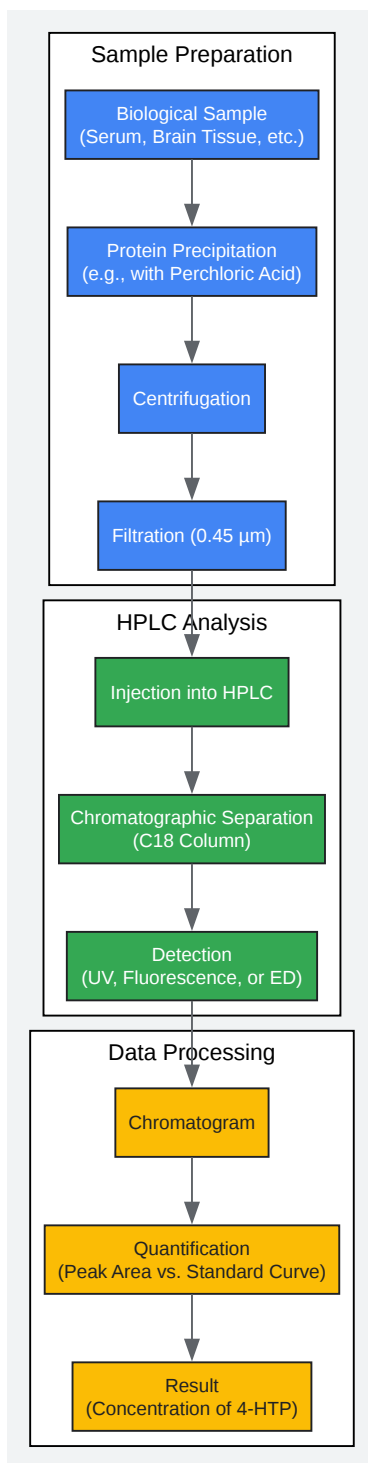 Sample Preparation
Biological Sample
(Serum, Brain Tissue, etc.)
Protein Precipitation
(e.g., with Perchloric Acid)
Centrifugation
Filtration (0.45 µm)
HPLC Analysis
Injection into HPLC
Chromatographic Separation
(C18 Column)
Detection
(UV, Fluorescence, or ED)
Data Processing
Chromatogram
Quantification
(Peak Area vs. Standard Curve)
Result
(Concentration of 4-HTP)